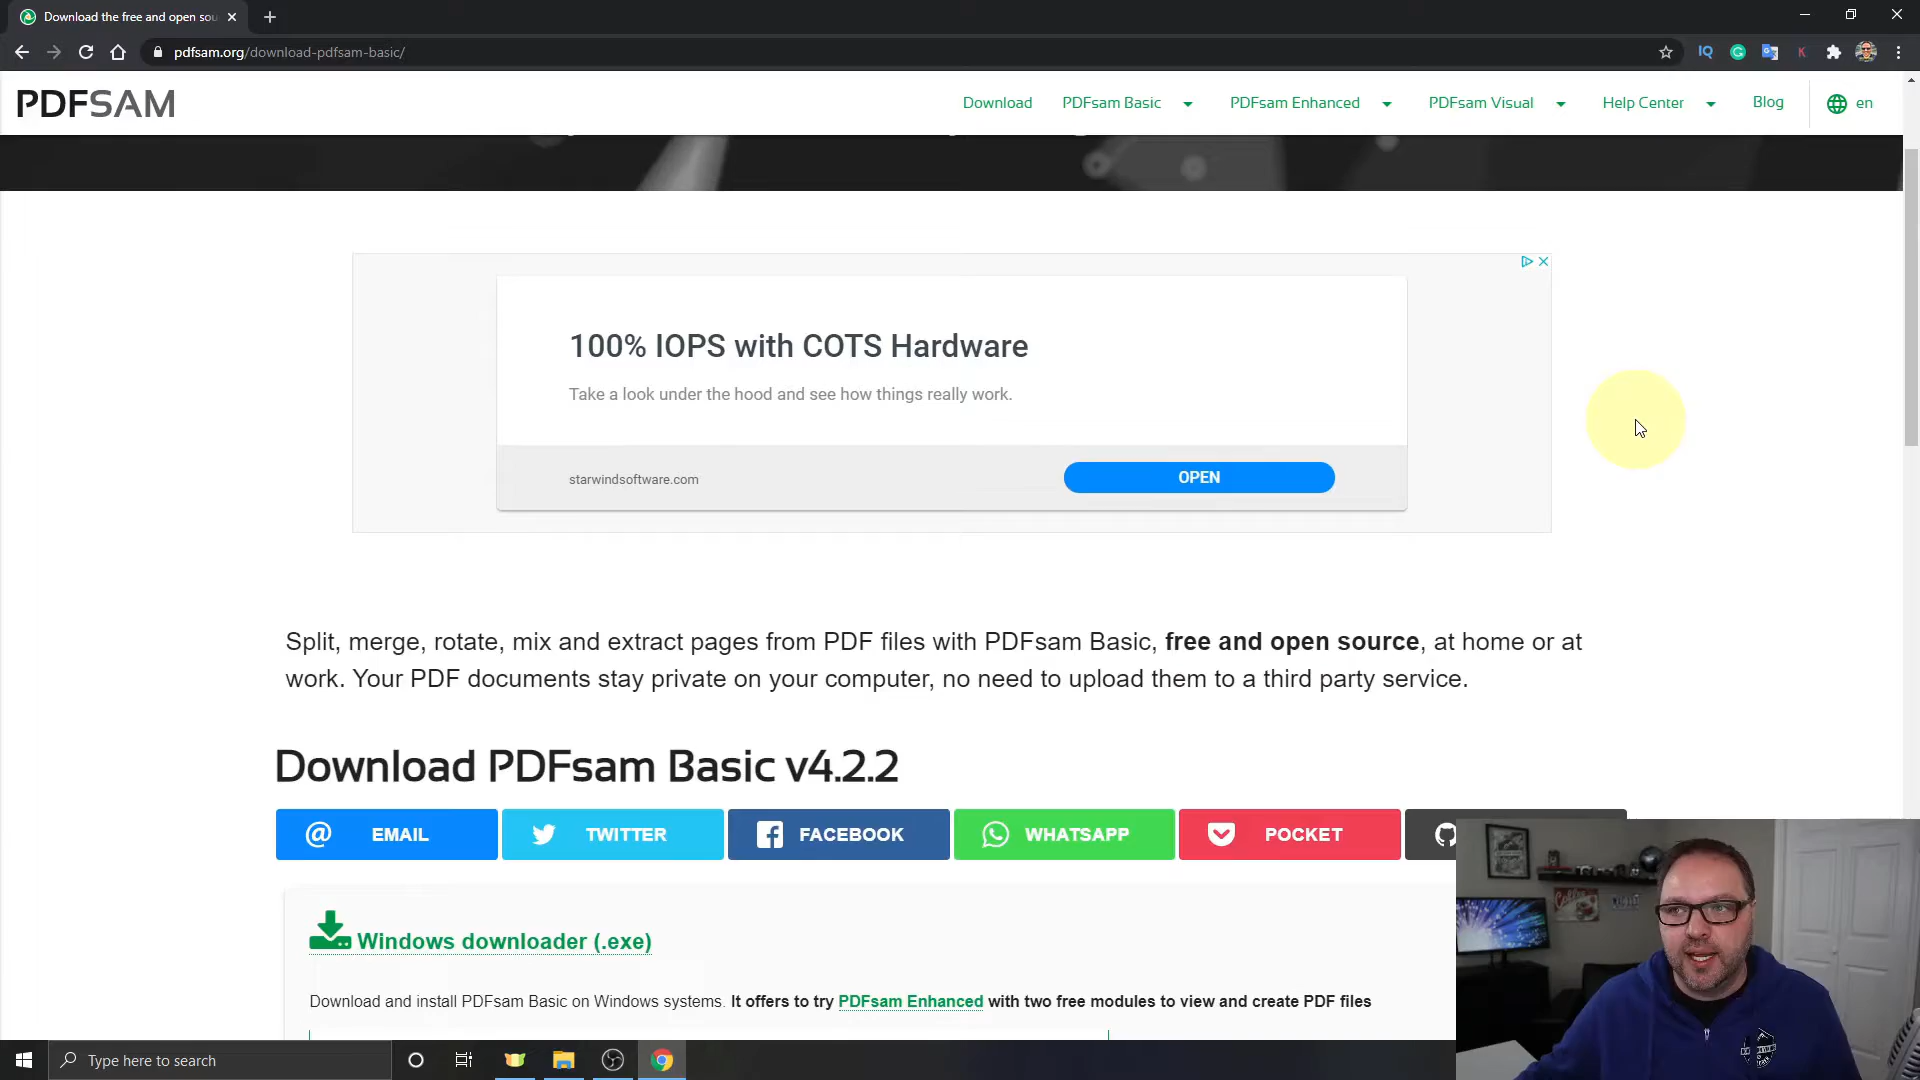 Download the free and open sou
pdfsam.org/download-pdfsam-basic/
PDFSAM
Download
PDFsam Basic
PDFsam Enhanced
PDFsam Visual
Help Center
Blog
en
100% IOPS with COTS Hardware
Take a look under the hood and see how things really work.
starwindsoftware.com
OPEN
Split, merge, rotate, mix and extract pages from PDF files with PDFsam Basic, free and open source, at home or at
work. Your PDF documents stay private on your computer, no need to upload them to a third party service.
Download PDFsam Basic v4.2.2
EMAIL
TWITTER
FACEBOOK
WHATSAPP
POCKET
Windows downloader (.exe)
Download and install PDFsam Basic on Windows systems. It offers to try PDFsam Enhanced with two free modules to view and create PDF files
Type here to search